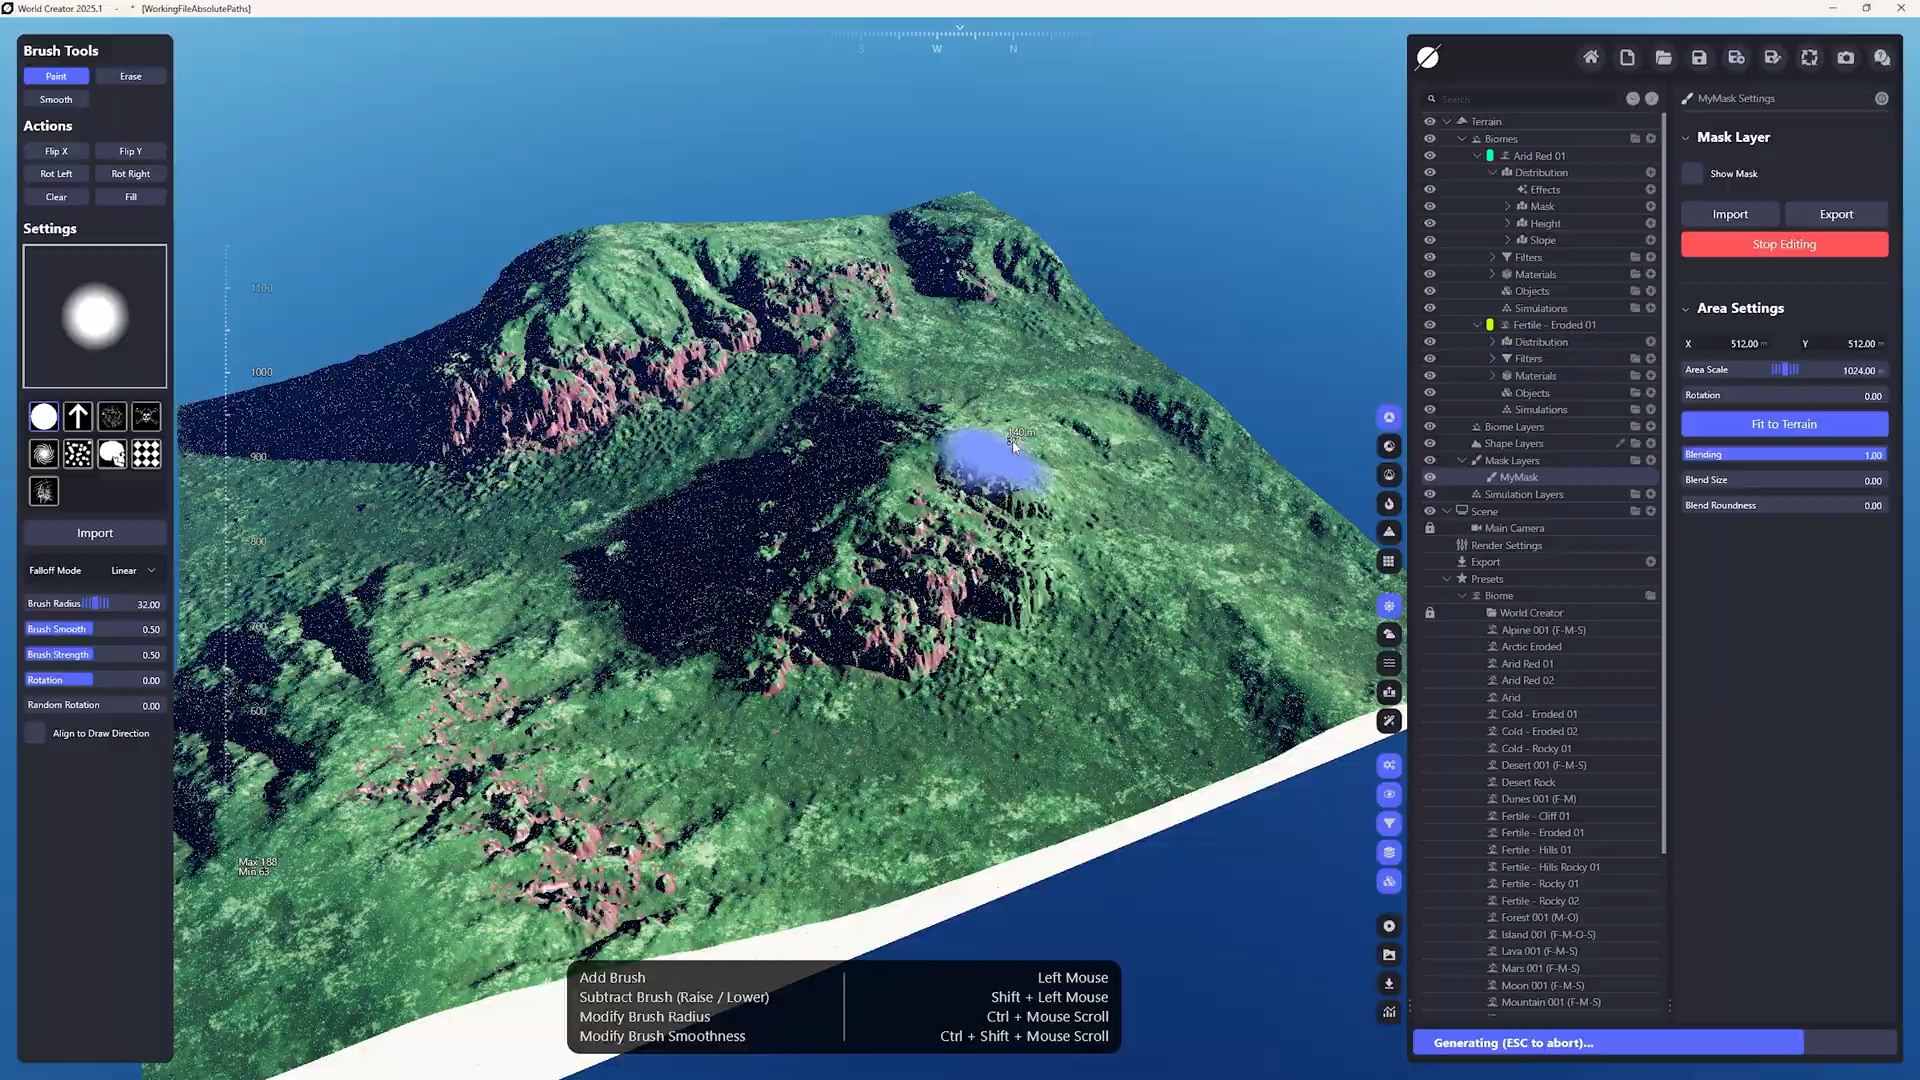 World Creator 2025.1 - * [WorkingFileAbsolutePaths]
Brush Tools
Paint
Erase
Smooth
Actions
Flip X
Flip Y
Rot Left
Rot Right
Clear
Fill
Settings
Import
Falloff Mode Linear
Brush Radius 32.00
Brush Smooth 0.50
Brush Strength 0.50
Rotation 0.00
Random Rotation 0.00
Align to Draw Direction
S W N
1100
1000
900
800
700
600
Max 188
Min 63
140 m
Add Brush Left Mouse
Subtract Brush (Raise / Lower) Shift + Left Mouse
Modify Brush Radius Ctrl + Mouse Scroll
Modify Brush Smoothness Ctrl + Shift + Mouse Scroll
Search
Terrain
Biomes
Arid Red 01
Distribution
Effects
Mask
Height
Slope
Filters
Materials
Objects
Simulations
Fertile - Eroded 01
Distribution
Filters
Materials
Objects
Simulations
Biome Layers
Shape Layers
Mask Layers
MyMask
Simulation Layers
Scene
Main Camera
Render Settings
Export
Presets
Biome
World Creator
Alpine 001 (F-M-S)
Arctic Eroded
Arid Red 01
Arid Red 02
Arid
Cold - Eroded 01
Cold - Eroded 02
Cold - Rocky 01
Desert 001 (F-M-S)
Desert Rock
Dunes 001 (F-M)
Fertile - Cliff 01
Fertile - Eroded 01
Fertile - Hills 01
Fertile - Hills Rocky 01
Fertile - Rocky 01
Fertile - Rocky 02
Forest 001 (M-O)
Island 001 (F-M-O-S)
Lava 001 (F-M-S)
Mars 001 (F-M-S)
Moon 001 (F-M-S)
Mountain 001 (F-M-S)
Generating (ESC to abort)...
MyMask Settings
Mask Layer
Show Mask
Import
Export
Stop Editing
Area Settings
X 512.00 m Y 512.00 m
Area Scale 1024.00 m
Rotation 0.00
Fit to Terrain
Blending 1.00
Blend Size 0.00
Blend Roundness 0.00